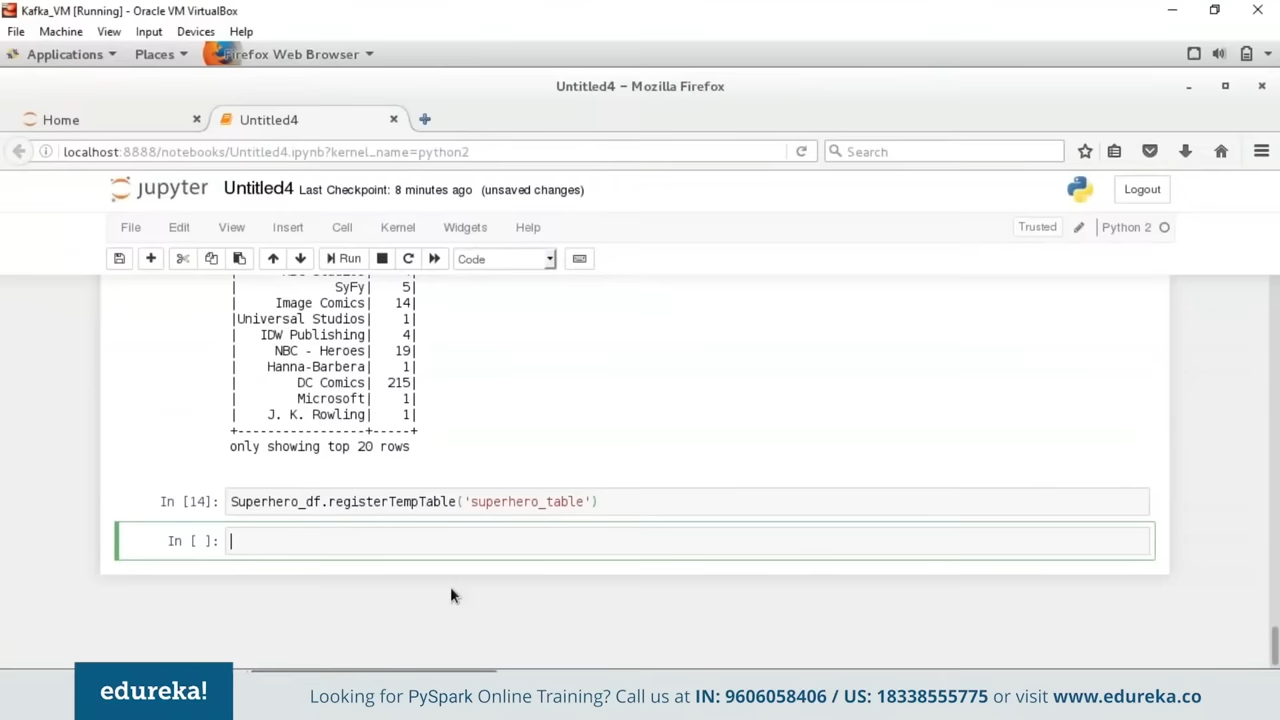 Kafka_VM [Running] - Oracle VM VirtualBox
File Machine View Input Devices Help
Applications Places Firefox Web Browser
Untitled4 – Mozilla Firefox
Home Untitled4
localhost:8888/notebooks/Untitled4.ipynb?kernel_name=python2 Search
jupyter Untitled4 Last Checkpoint: 8 minutes ago (unsaved changes) Logout
File Edit View Insert Cell Kernel Widgets Help Trusted Python 2
Run Code
| SyFy| 5|
| Image Comics| 14|
|Universal Studios| 1|
| IDW Publishing| 4|
| NBC - Heroes| 19|
| Hanna-Barbera| 1|
| DC Comics| 215|
| Microsoft| 1|
| J. K. Rowling| 1|
+----------------+-----+
only showing top 20 rows
In [14]: Superhero_df.registerTempTable('superhero_table')
In [ ]:
edureka! Looking for PySpark Online Training? Call us at IN: 9606058406 / US: 18338555775 or visit www.edureka.co